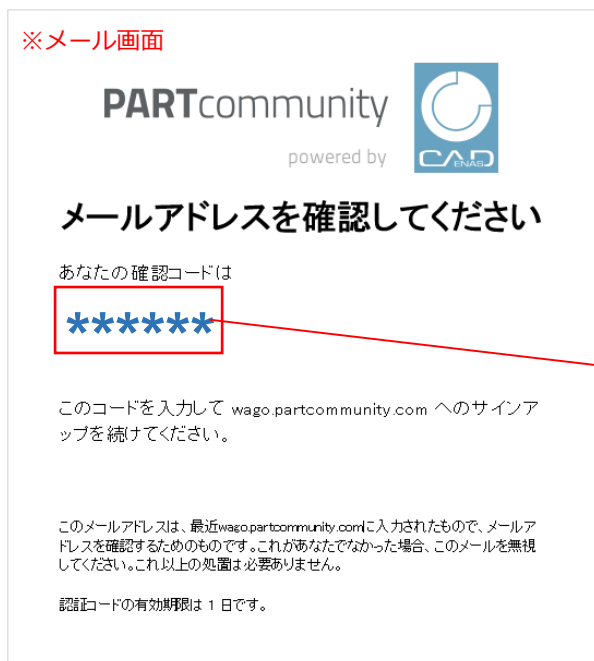 ※メール画面
PARTcommunity
powered by
CAD
ENAS
メールアドレスを確認してください
あなたの確認コードは
******
このコードを入力して wago.partcommunity.com へのサインア
ップを続けてください。
このメールアドレスは、最近wago.partcommunity.comに入力されたもので、メールア
ドレスを確認するためのものです。これがあなたでなかった場合、このメールを無視
してください。これ以上の処置は必要ありません。
認証コードの有効期限は 1 日です。